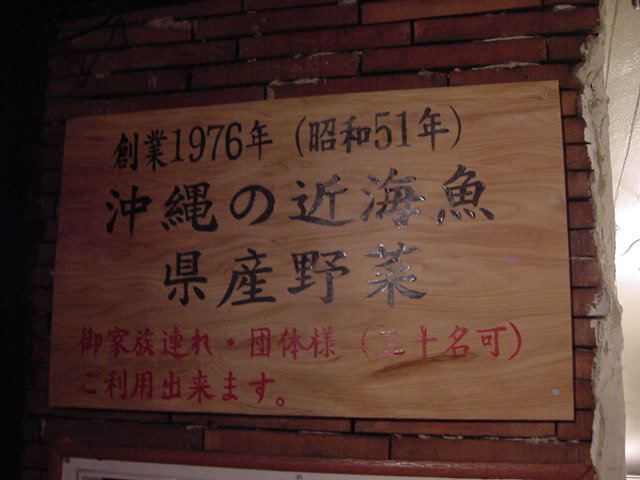 創業1976年(昭和51年)
沖縄の近海魚
県産野菜
御家族連れ・団体様(二十名可)
ご利用出来ます。